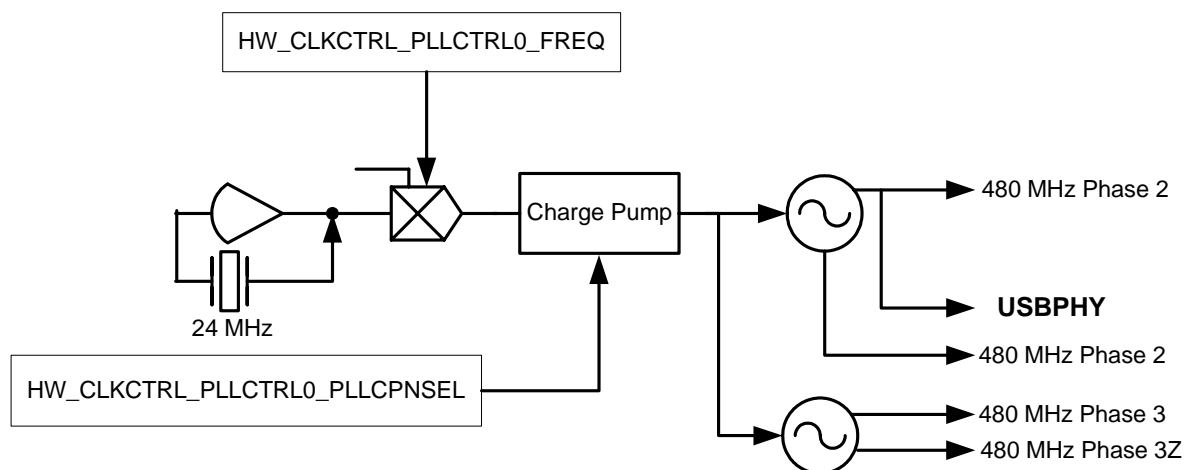 HW_CLKCTRL_PLLCTRL0_FREQ
480 MHz Phase 2
Charge Pump
24 MHz
USBPHY
480 MHz Phase 2
HW_CLKCTRL_PLLCTRL0_PLLCPNSEL
480 MHz Phase 3
480 MHz Phase 3Z